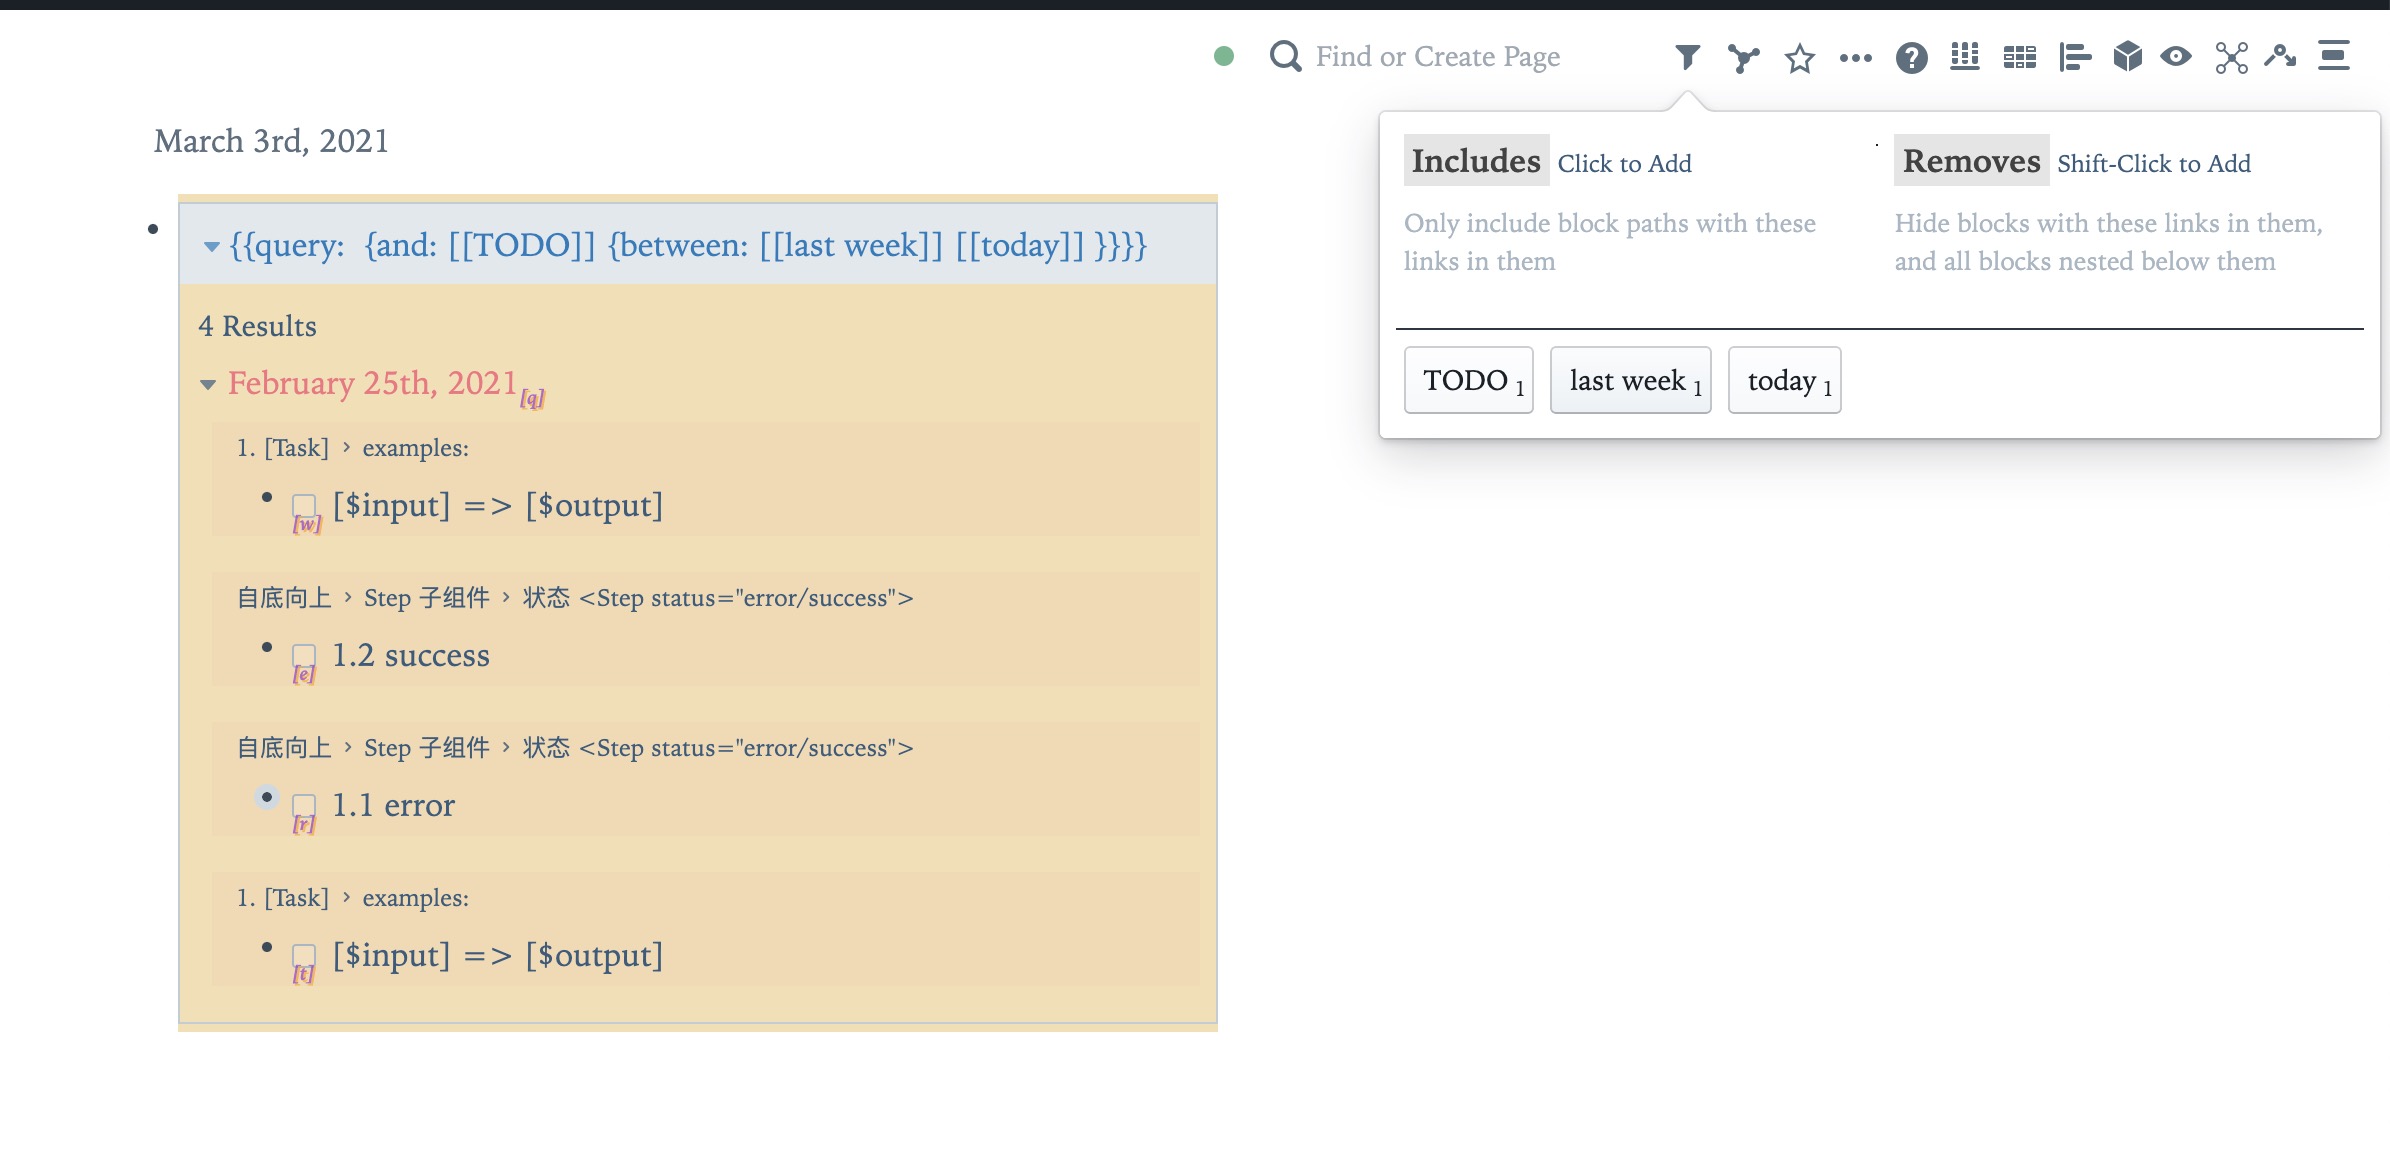 Find or Create Page
March 3rd, 2021
{{query:  {and: [[TODO]] {between: [[last week]] [[today]] }}}}
4 Results
February 25th, 2021 [q]
1. [Task] › examples:
[$input] => [$output]
[w]
自底向上 › Step 子组件 › 状态 <Step status="error/success">
1.2 success
[e]
自底向上 › Step 子组件 › 状态 <Step status="error/success">
1.1 error
[r]
1. [Task] › examples:
[$input] => [$output]
[t]
Includes Click to Add
Only include block paths with these
links in them
Removes Shift-Click to Add
Hide blocks with these links in them,
and all blocks nested below them
TODO 1 last week 1 today 1